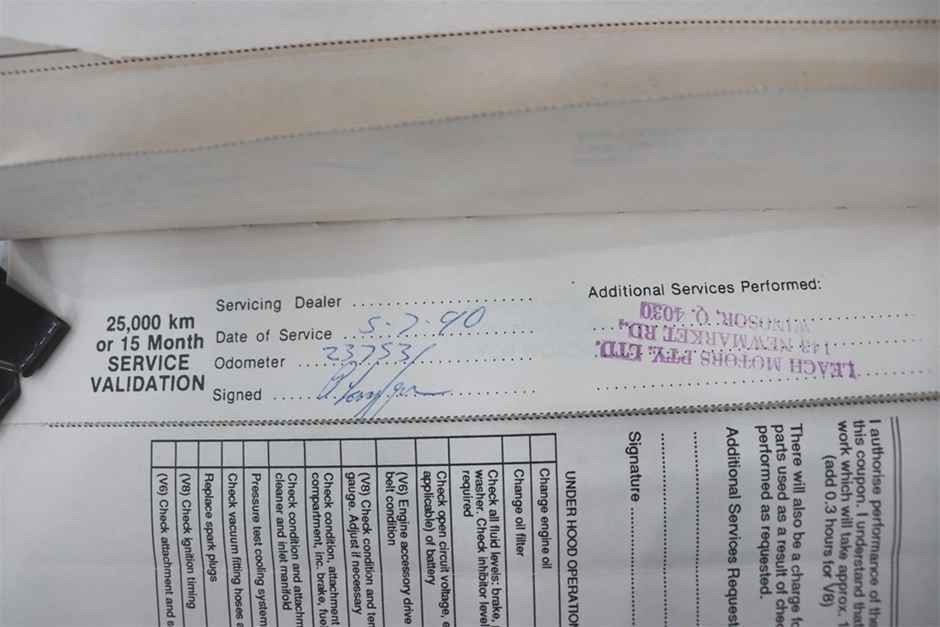 25,000 km
or 15 Month
SERVICE
VALIDATION
Servicing Dealer
Date of Service 5-7-90
Odometer 237531
Signed
Additional Services Performed:
LEACH MOTORS PTY. LTD.
148 NEWMARKET RD.,
WINDSOR, Q. 4030
I authorise performance of the
this coupon. I understand that
work which will take approx. 1
(add 0.3 hours for V8)
There will also be a charge fo
parts used as a result of chec
performed as requested.
Additional Services Request
Signature
UNDER HOOD OPERATION
Change engine oil
Change oil filter
Check all fluid levels: brake,
washer. Check inhibitor level
required
Check open circuit voltage, e
applicable) of battery
(V6) Engine accessory drive
belt condition
(V8) Check condition and ten
gauge. Adjust if necessary
Check condition, attachment
compartment, inc. brake, fuel
Check condition and attachm
cleaner and inlet manifold
Pressure test cooling system
Check vacuum fitting hoses a
Replace spark plugs
(V8) Check ignition timing
(V6) Check attachment and s